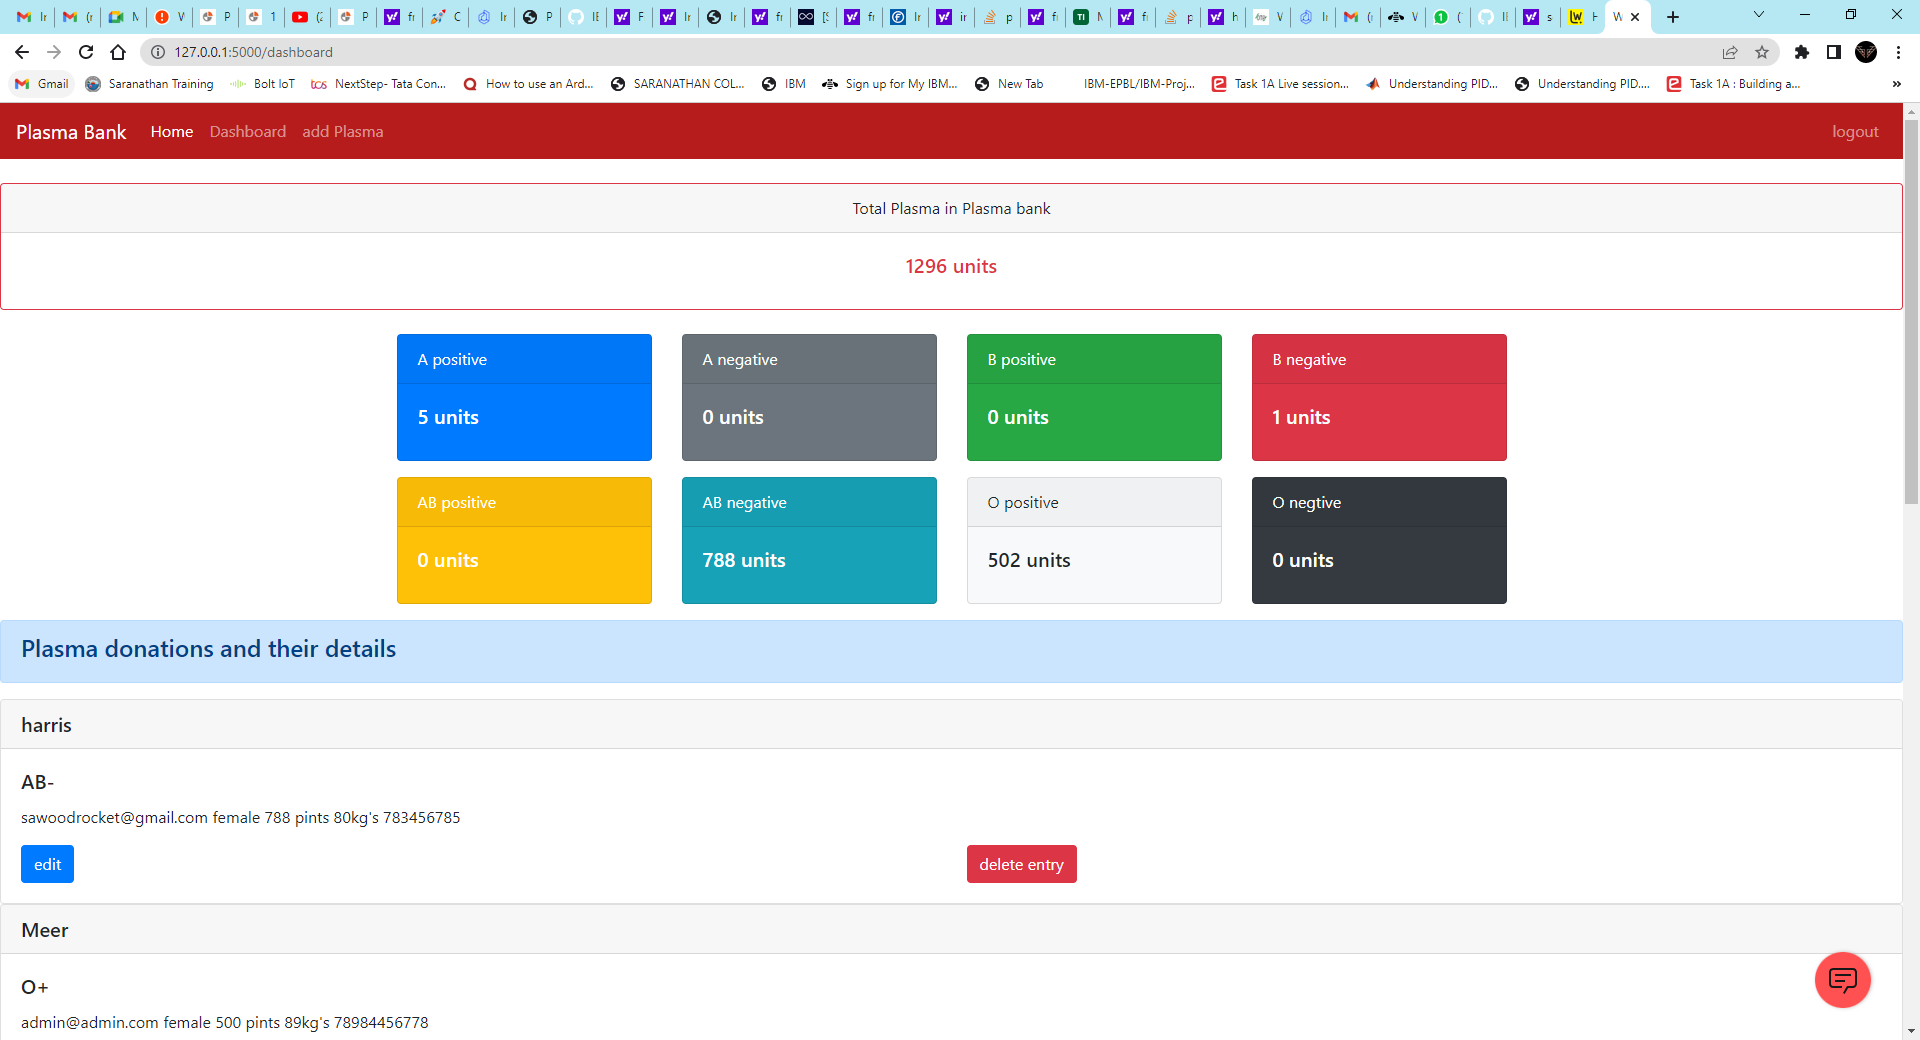 127.0.0.1:5000/dashboard
Gmail Saranathan Training Bolt IoT tcs NextStep- Tata Con... How to use an Ard... SARANATHAN COL... IBM Sign up for My IBM... New Tab IBM-EPBL/IBM-Proj... Task 1A Live session... Understanding PID... Understanding PID.... Task 1A : Building a... »
Plasma Bank Home Dashboard add Plasma logout
Total Plasma in Plasma bank
1296 units
A positive A negative B positive B negative
5 units 0 units 0 units 1 units
AB positive AB negative O positive O negtive
0 units 788 units 502 units 0 units
Plasma donations and their details
harris
AB-
sawoodrocket@gmail.com female 788 pints 80kg's 783456785
edit delete entry
Meer
O+
admin@admin.com female 500 pints 89kg's 78984456778